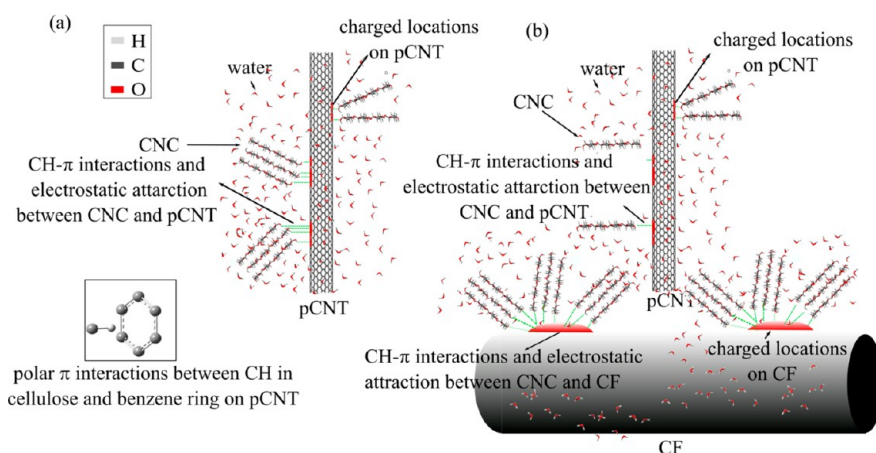 (a)
H
C
O
water
charged locations
on pCNT
CNC
CH-π interactions and
electrostatic attarction
between CNC and pCNT
pCNT
polar π interactions between CH in
cellulose and benzene ring on pCNT
(b)
water
charged locations
on pCNT
CNC
CH-π interactions and
electrostatic attraction between
CNC and pCNT
pCNT
CH-π interactions and electrostatic
attraction between CNC and CF
charged locations
on CF
CF